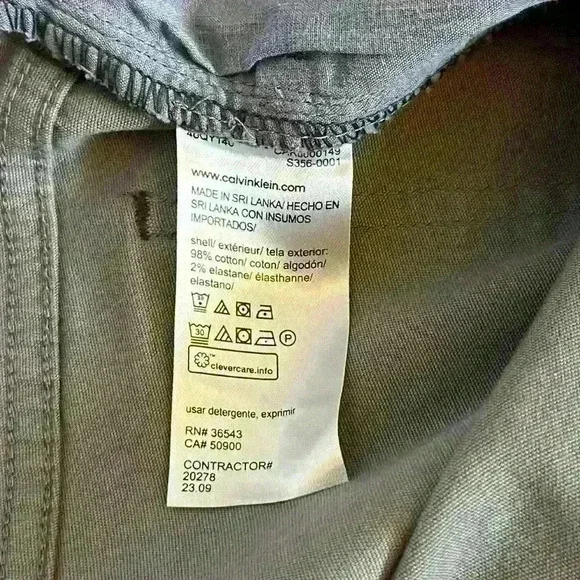 S356-0001
www.calvinklein.com
MADE IN SRI LANKA/ HECHO EN
SRI LANKA CON INSUMOS
IMPORTADOS/
shell/ extérieur/ tela exterior:
98% cotton/ coton/ algodón/
2% elastane/ élasthanne/
elastano/
30
P
™
clevercare.info
usar detergente, exprimir
RN# 36543
CA# 50900
CONTRACTOR#
20278
23.09